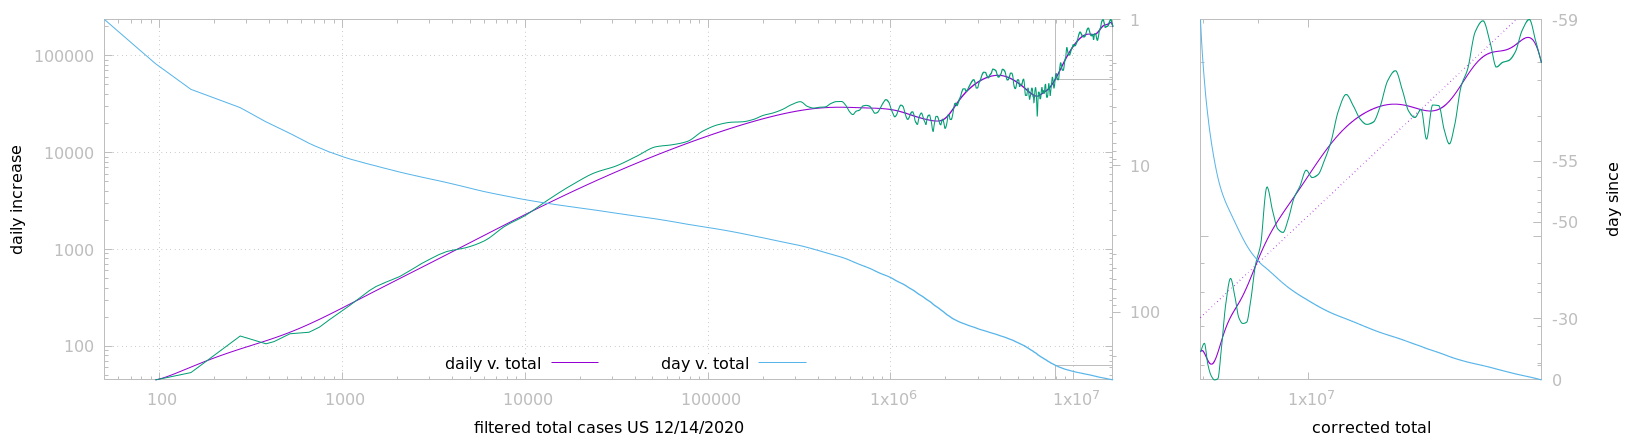 daily increase
100000
10000
1000
100
100
1000
10000
100000
1x10^6
1x10^7
filtered total cases US 12/14/2020
daily v. total
day v. total
1
10
100
1x10^7
corrected total
-59
-55
-50
-30
0
day since